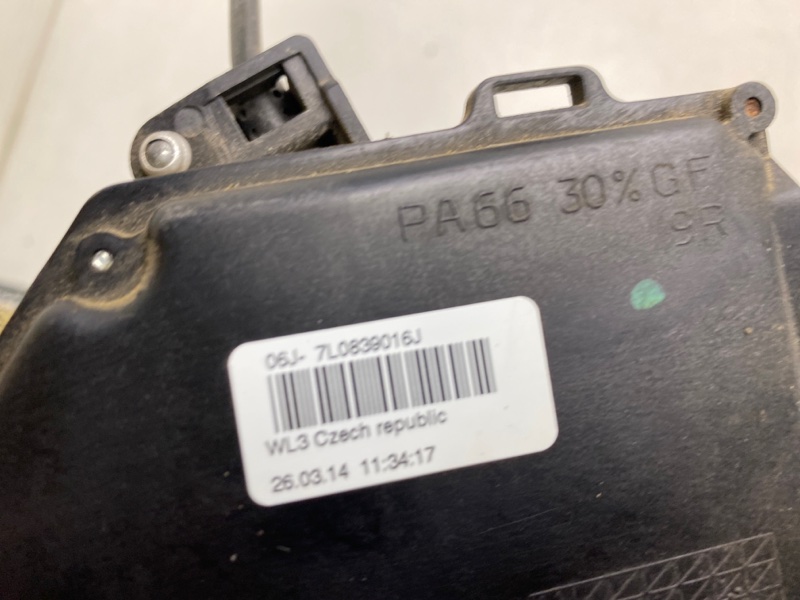 PA66 30%GF
9R
06J- 7L0839016J
WL3 Czech republic
26.03.14 11:34:17